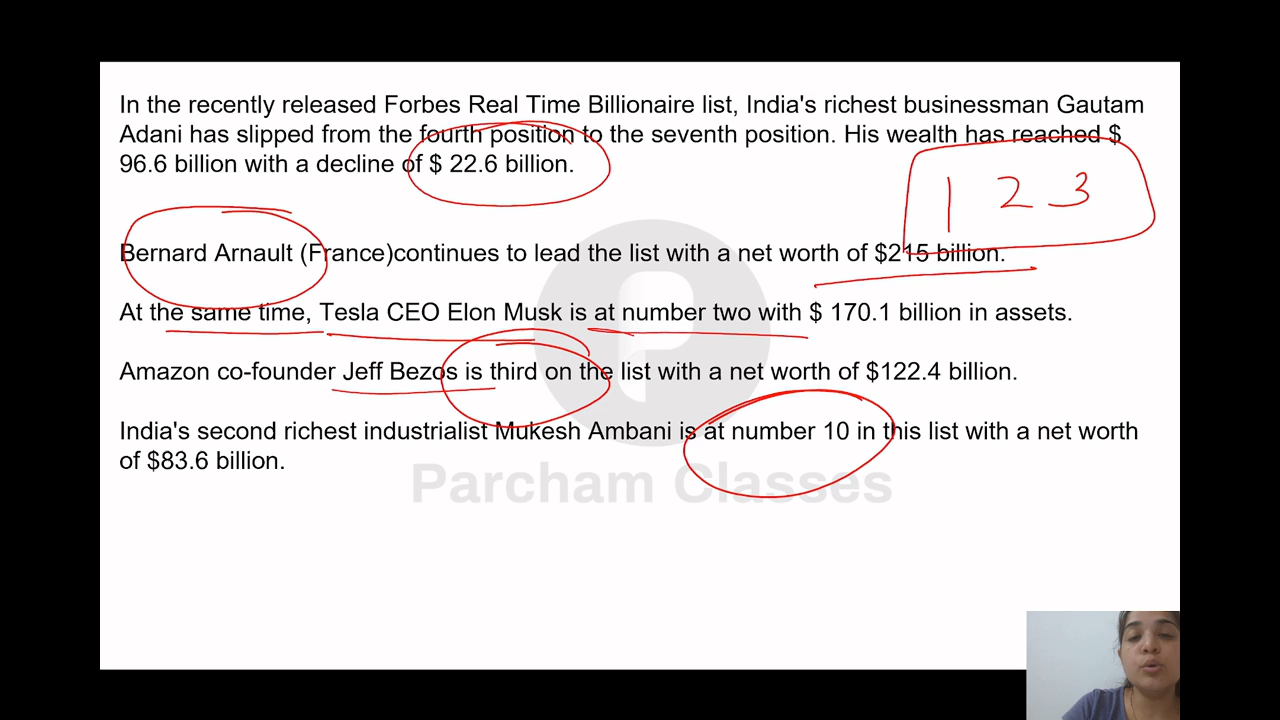 In the recently released Forbes Real Time Billionaire list, India's richest businessman Gautam
Adani has slipped from the fourth position to the seventh position. His wealth has reached $
96.6 billion with a decline of $ 22.6 billion.
1 2 3
Bernard Arnault (France)continues to lead the list with a net worth of $215 billion.
At the same time, Tesla CEO Elon Musk is at number two with $ 170.1 billion in assets.
Amazon co-founder Jeff Bezos is third on the list with a net worth of $122.4 billion.
India's second richest industrialist Mukesh Ambani is at number 10 in this list with a net worth
of $83.6 billion.
Parcham Classes